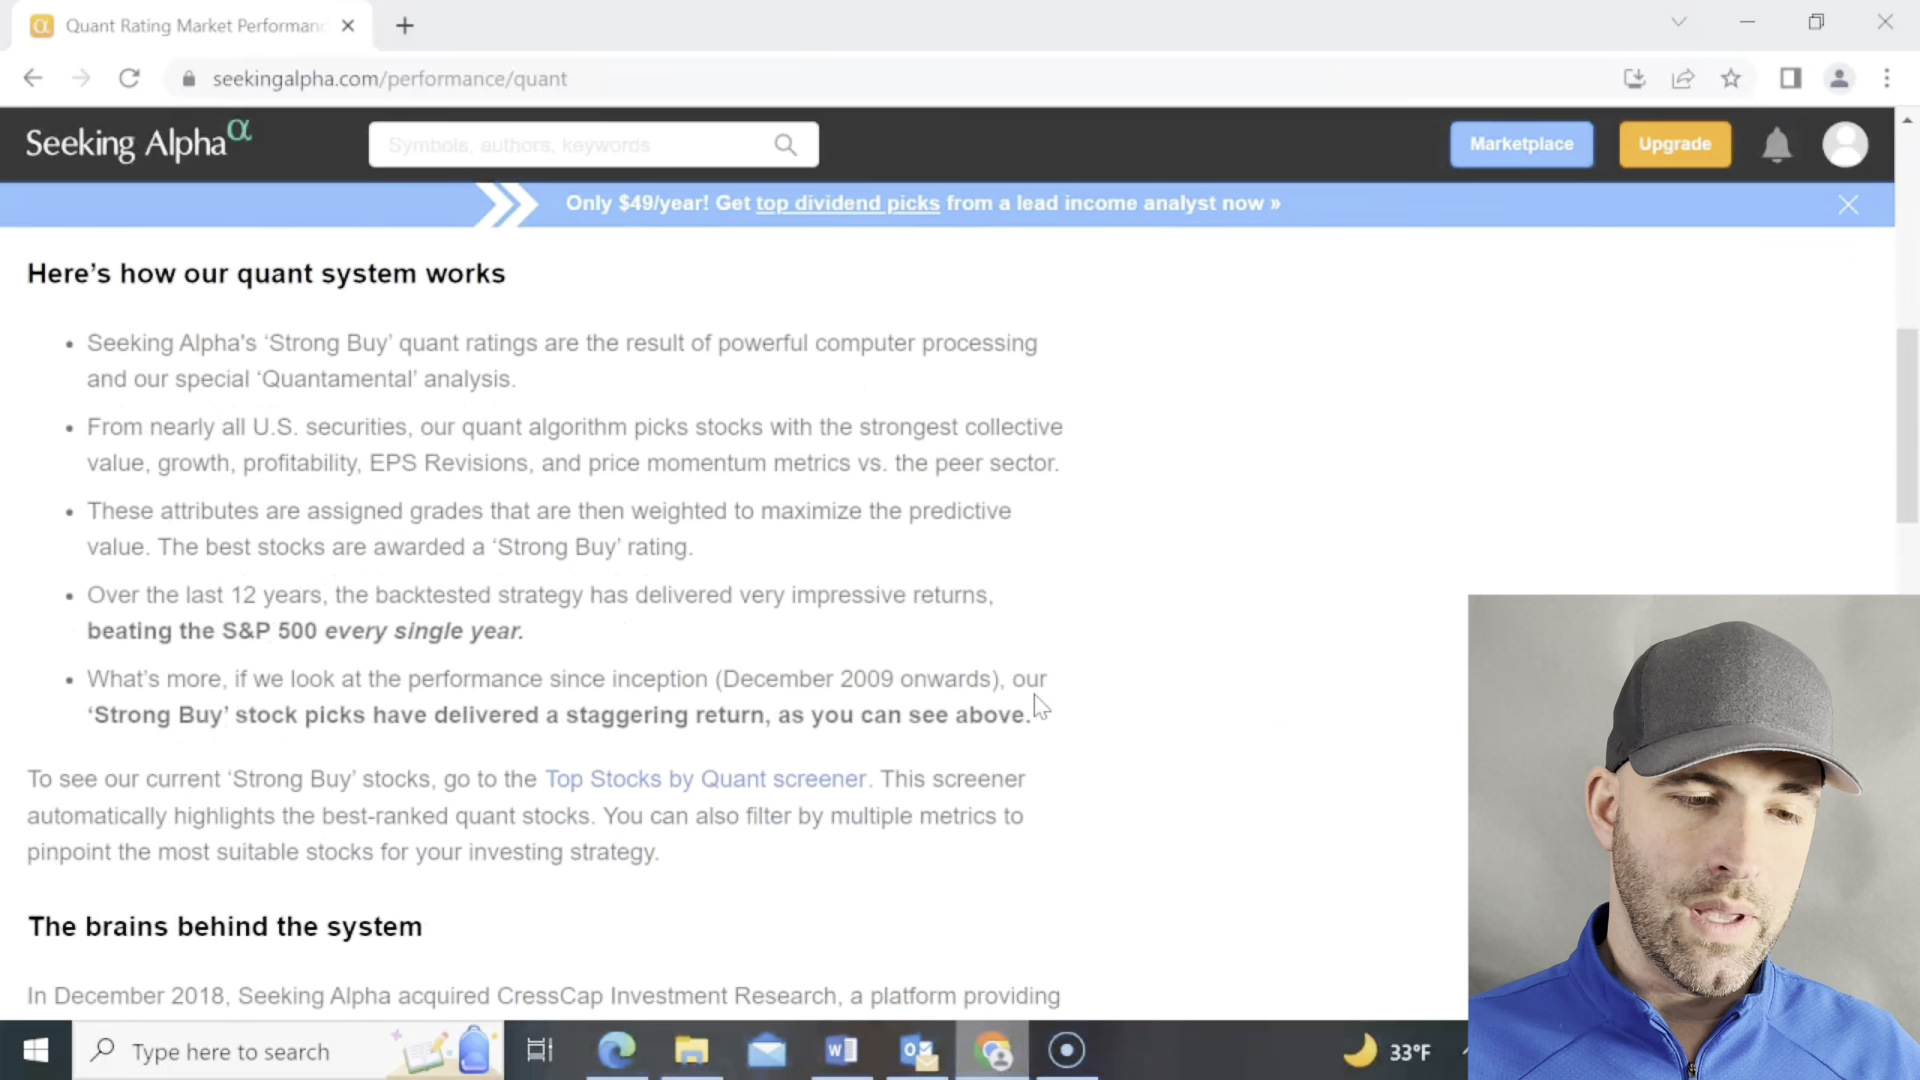 Quant Rating Market Performan
seekingalpha.com/performance/quant
Seeking Alpha α
Symbols, authors, keywords
Marketplace
Upgrade
Only $49/year! Get top dividend picks from a lead income analyst now »
Here’s how our quant system works
• Seeking Alpha's ‘Strong Buy’ quant ratings are the result of powerful computer processing
and our special ‘Quantamental’ analysis.
• From nearly all U.S. securities, our quant algorithm picks stocks with the strongest collective
value, growth, profitability, EPS Revisions, and price momentum metrics vs. the peer sector.
• These attributes are assigned grades that are then weighted to maximize the predictive
value. The best stocks are awarded a ‘Strong Buy’ rating.
• Over the last 12 years, the backtested strategy has delivered very impressive returns,
beating the S&P 500 every single year.
• What’s more, if we look at the performance since inception (December 2009 onwards), our
‘Strong Buy’ stock picks have delivered a staggering return, as you can see above.
To see our current ‘Strong Buy’ stocks, go to the Top Stocks by Quant screener. This screener
automatically highlights the best-ranked quant stocks. You can also filter by multiple metrics to
pinpoint the most suitable stocks for your investing strategy.
The brains behind the system
In December 2018, Seeking Alpha acquired CressCap Investment Research, a platform providing
Type here to search
33°F